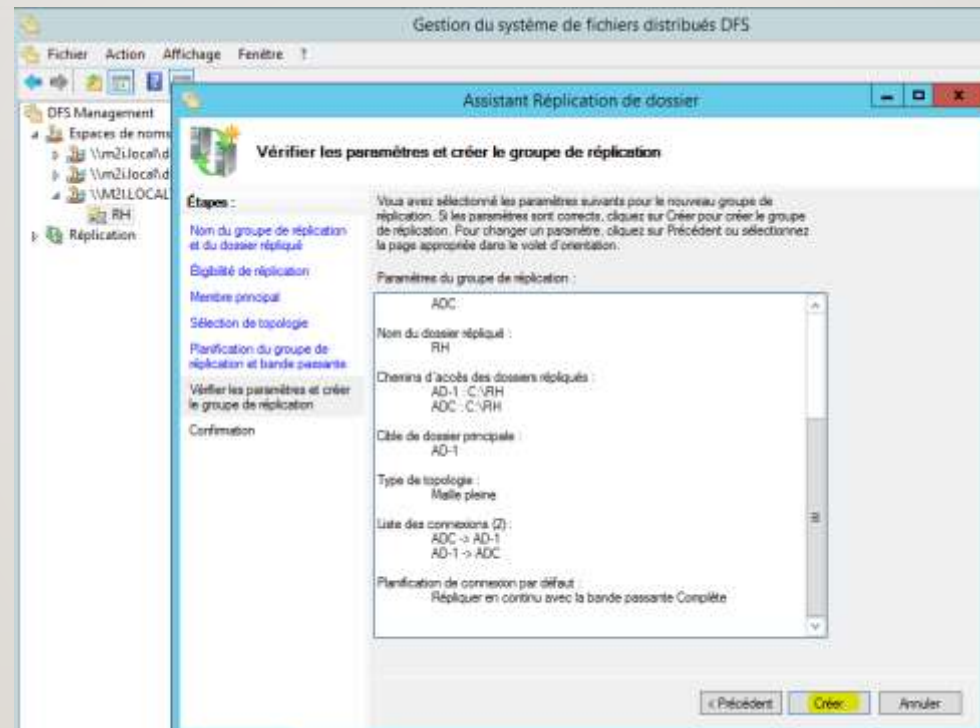 Gestion du système de fichiers distribués DFS
Fichier Action Affichage Fenêtre ?
DFS Management
Espaces de noms
\\m2i.local\d
\\m2i.local\d
\\M2I.LOCAL
RH
Réplication
Assistant Réplication de dossier
Vérifier les paramètres et créer le groupe de réplication
Étapes :
Nom du groupe de réplication
et du dossier répliqué
Éligibilité de réplication
Membre principal
Sélection de topologie
Planification du groupe de
réplication et bande passante
Vérifier les paramètres et créer
le groupe de réplication
Confirmation
Vous avez sélectionné les paramètres suivants pour le nouveau groupe de
réplication. Si les paramètres sont corrects, cliquez sur Créer pour créer le groupe
de réplication. Pour changer un paramètre, cliquez sur Précédent ou sélectionnez
la page appropriée dans le volet d'orientation.
Paramètres du groupe de réplication :
ADC
Nom du dossier répliqué :
RH
Chemins d'accès des dossiers répliqués :
AD-1 : C:\RH
ADC : C:\RH
Cible de dossier principale :
AD-1
Type de topologie :
Maille pleine
Liste des connexions (2) :
ADC -> AD-1
AD-1 -> ADC
Planification de connexion par défaut :
Répliquer en continu avec la bande passante Complète
< Précédent Créer Annuler